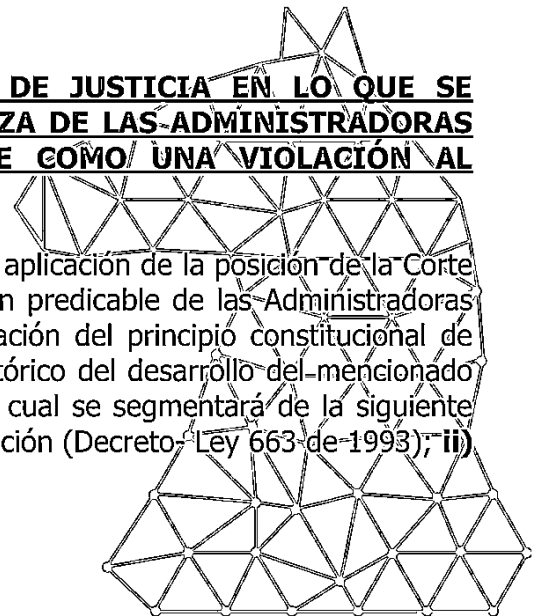 DE JUSTICIA EN LO QUE SE
ZA DE LAS ADMINISTRADORAS
E COMO UNA VIOLACIÓN AL
aplicación de la posición de la Corte
n predicable de las Administradoras
ación del principio constitucional de
tórico del desarrollo del mencionado
cual se segmentará de la siguiente
ción (Decreto- Ley 663 de 1993); ii)